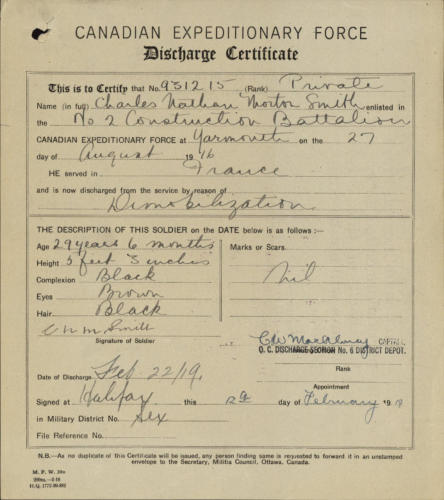 CANADIAN EXPEDITIONARY FORCE
Discharge Certificate
This is to Certify that No. 931215 (Rank) Private
Name (in full) Charles Nathan Morton Smith enlisted in
the No 2 Construction Battalion
CANADIAN EXPEDITIONARY FORCE at Yarmouth on the 27
day of August 1916
HE served in France
and is now discharged from the service by reason of
Demobilization
THE DESCRIPTION OF THIS SOLDIER on the DATE below is as follows :—
Age 29 years 6 months
Height 5 feet 3 inches
Complexion Black
Eyes Brown
Hair Black
C N M Smith
Signature of Soldier
Marks or Scars
Nil
CAPTAIN
O. C. DISCHARGE SECTION No. 6 DISTRICT DEPOT.
Rank
Appointment
Date of Discharge Feb 22/19.
Signed at Halifax this day of February 1919
in Military District No. Six
File Reference No.
N.B.—As no duplicate of this Certificate will be issued, any person finding same is requested to forward it in an unstamped
envelope to the Secretary, Militia Council, Ottawa, Canada.
M. F. W. 39a
H.Q. 1772-39-882